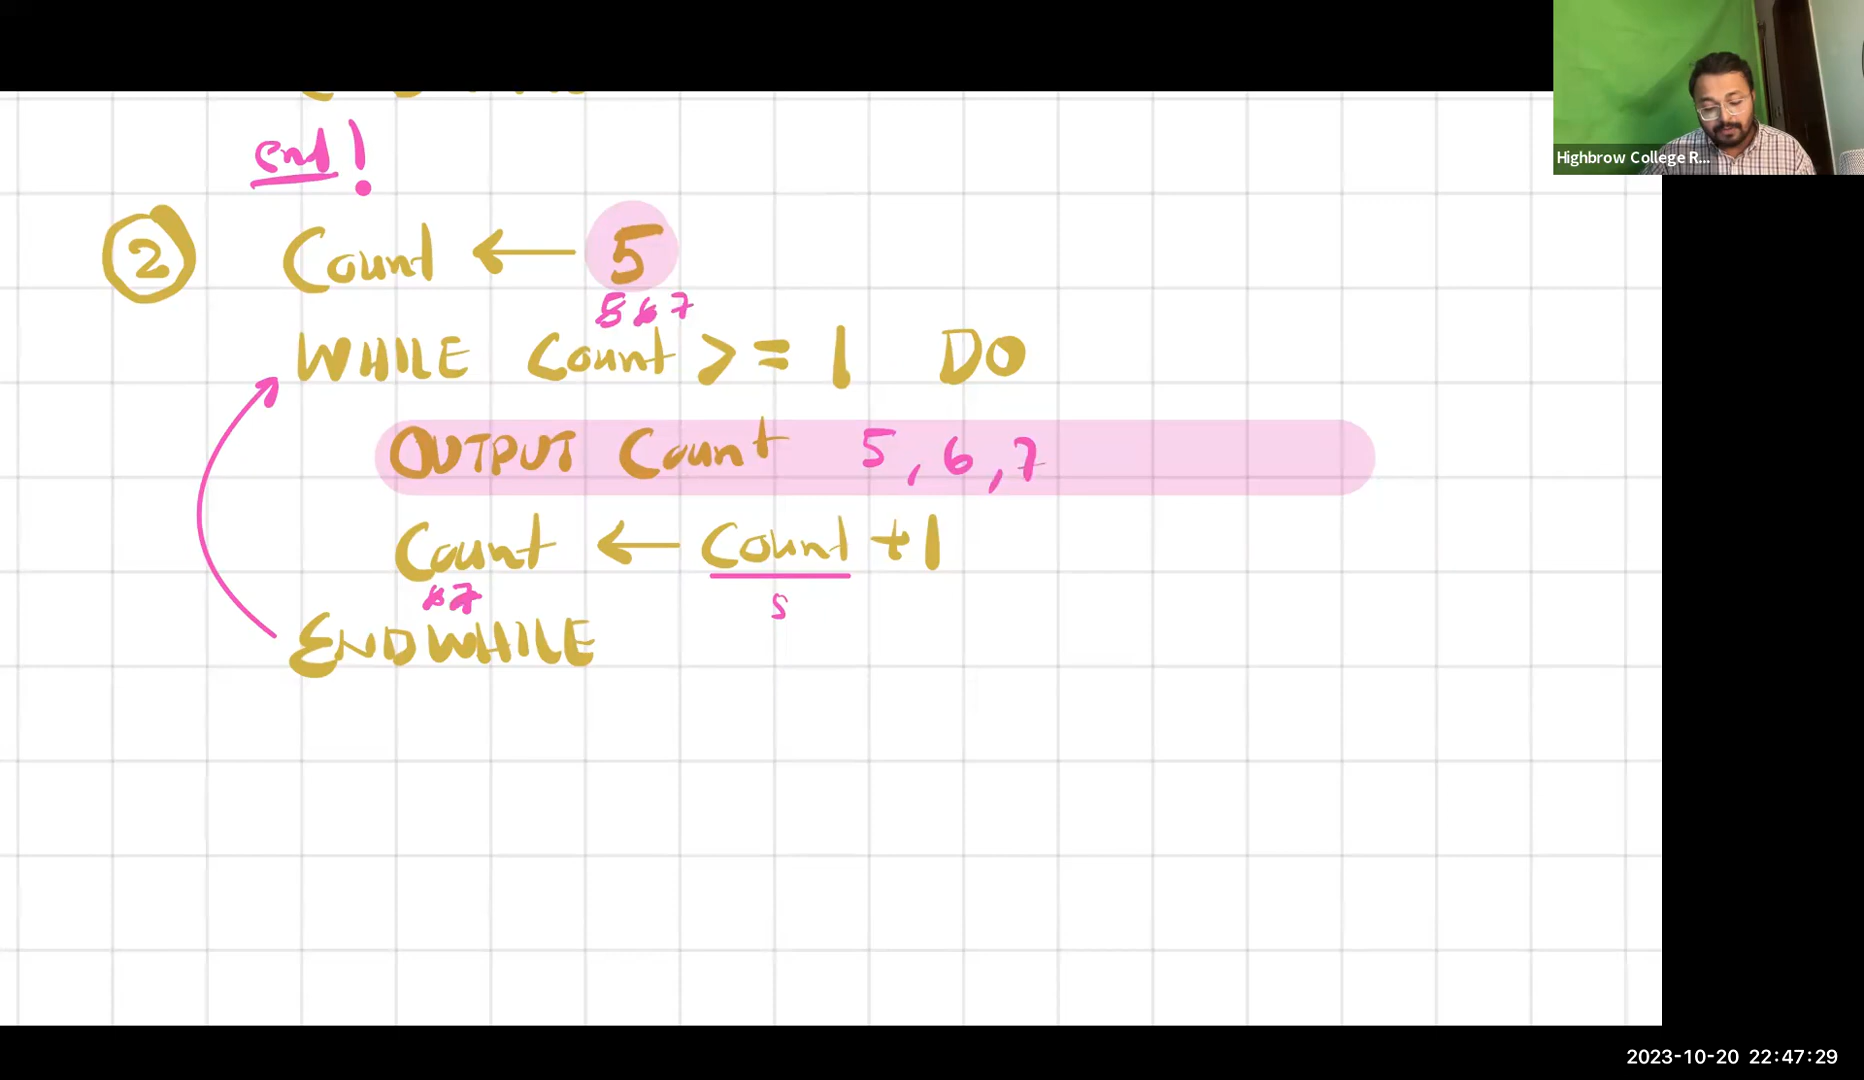 end!
② Count ← 5
5 6 7
WHILE Count >= 1 DO
OUTPUT Count 5, 6, 7
Count ← Count + 1
6 7 5
ENDWHILE
Highbrow College R...
2023-10-20 22:47:29